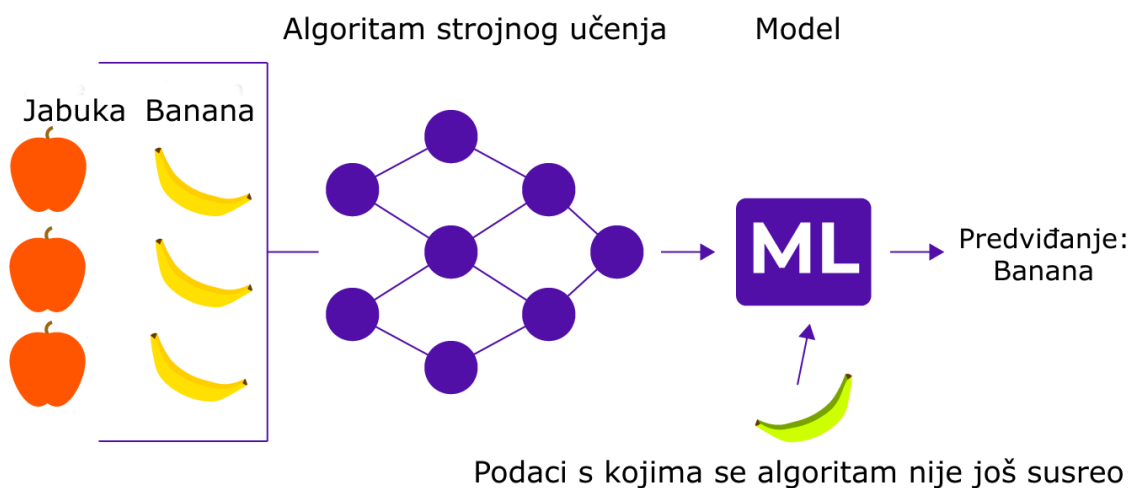 Algoritam strojnog učenja
Model
Jabuka
Banana
ML
Predviđanje:
Banana
Podaci s kojima se algoritam nije još susreo